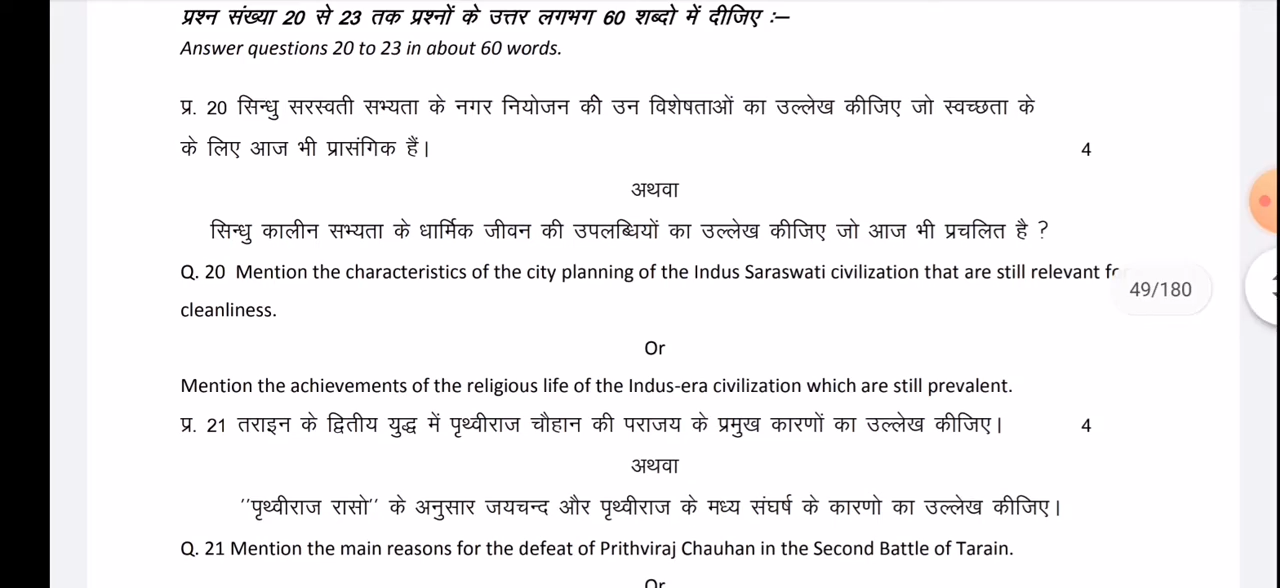 प्रश्न संख्या 20 से 23 तक प्रश्नों के उत्तर लगभग 60 शब्दो में दीजिए :–
Answer questions 20 to 23 in about 60 words.
प्र. 20 सिन्धु सरस्वती सभ्यता के नगर नियोजन की उन विशेषताओं का उल्लेख कीजिए जो स्वच्छता के
के लिए आज भी प्रासंगिक हैं। 4
अथवा
सिन्धु कालीन सभ्यता के धार्मिक जीवन की उपलब्धियों का उल्लेख कीजिए जो आज भी प्रचलित है ?
Q. 20 Mention the characteristics of the city planning of the Indus Saraswati civilization that are still relevant
49/180
cleanliness.
Or
Mention the achievements of the religious life of the Indus-era civilization which are still prevalent.
प्र. 21 तराइन के द्वितीय युद्ध में पृथ्वीराज चौहान की पराजय के प्रमुख कारणों का उल्लेख कीजिए। 4
अथवा
''पृथ्वीराज रासो'' के अनुसार जयचन्द और पृथ्वीराज के मध्य संघर्ष के कारणो का उल्लेख कीजिए।
Q. 21 Mention the main reasons for the defeat of Prithviraj Chauhan in the Second Battle of Tarain.
Or